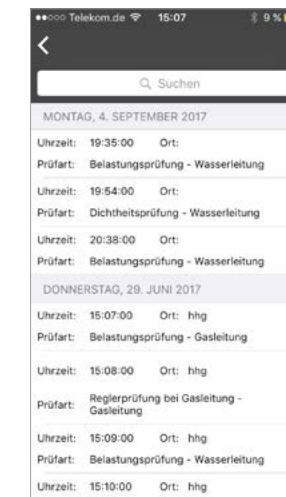 ●●○○○ Telekom.de 15:07 9 %
Suchen
MONTAG, 4. SEPTEMBER 2017
Uhrzeit: 19:35:00 Ort:
Prüfart: Belastungsprüfung - Wasserleitung
Uhrzeit: 19:54:00 Ort:
Prüfart: Dichtheitsprüfung - Wasserleitung
Uhrzeit: 20:38:00 Ort:
Prüfart: Belastungsprüfung - Wasserleitung
DONNERSTAG, 29. JUNI 2017
Uhrzeit: 15:07:00 Ort: hhg
Prüfart: Belastungsprüfung - Gasleitung
Uhrzeit: 15:08:00 Ort: hhg
Prüfart: Reglerprüfung bei Gasleitung -
Gasleitung
Uhrzeit: 15:09:00 Ort: hhg
Prüfart: Belastungsprüfung - Wasserleitung
Uhrzeit: 15:10:00 Ort: hhg